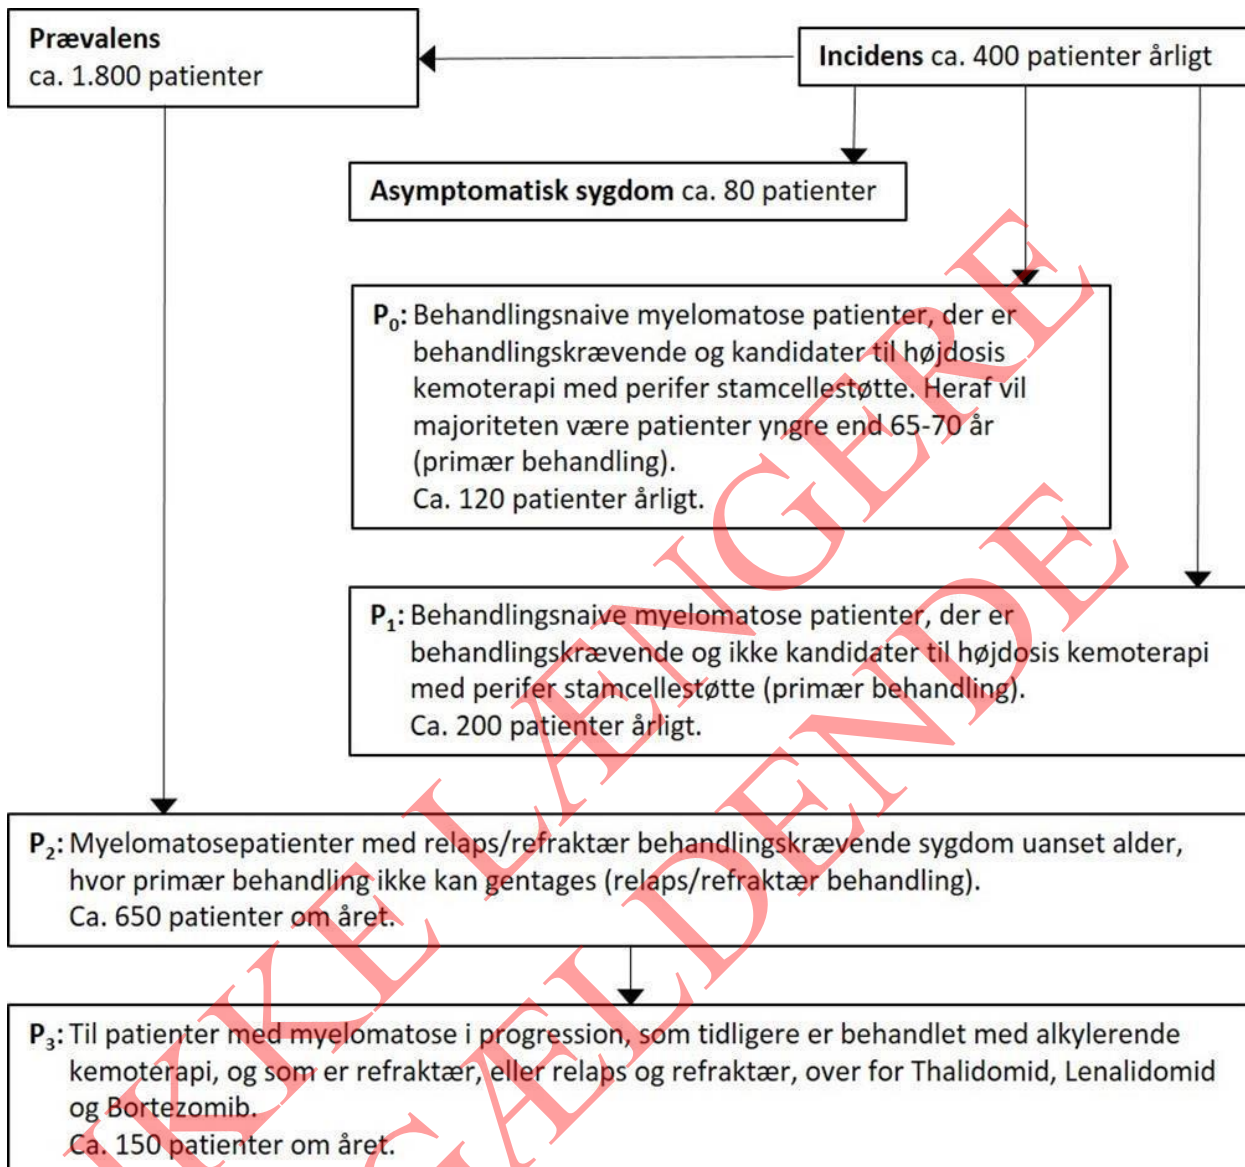 Prævalens
ca. 1.800 patienter
Incidens ca. 400 patienter årligt
Asymptomatisk sygdom ca. 80 patienter
P₀: Behandlingsnaive myelomatose patienter, der er
behandlingskrævende og kandidater til højdosis
kemoterapi med perifer stamcellestøtte. Heraf vil
majoriteten være patienter yngre end 65-70 år
(primær behandling).
Ca. 120 patienter årligt.
P₁: Behandlingsnaive myelomatose patienter, der er
behandlingskrævende og ikke kandidater til højdosis kemoterapi
med perifer stamcellestøtte (primær behandling).
Ca. 200 patienter årligt.
P₂: Myelomatosepatienter med relaps/refraktær behandlingskrævende sygdom uanset alder,
hvor primær behandling ikke kan gentages (relaps/refraktær behandling).
Ca. 650 patienter om året.
P₃: Til patienter med myelomatose i progression, som tidligere er behandlet med alkylerende
kemoterapi, og som er refraktær, eller relaps og refraktær, over for Thalidomid, Lenalidomid
og Bortezomib.
Ca. 150 patienter om året.
IKKE LÆNGERE
GÆLDENDE